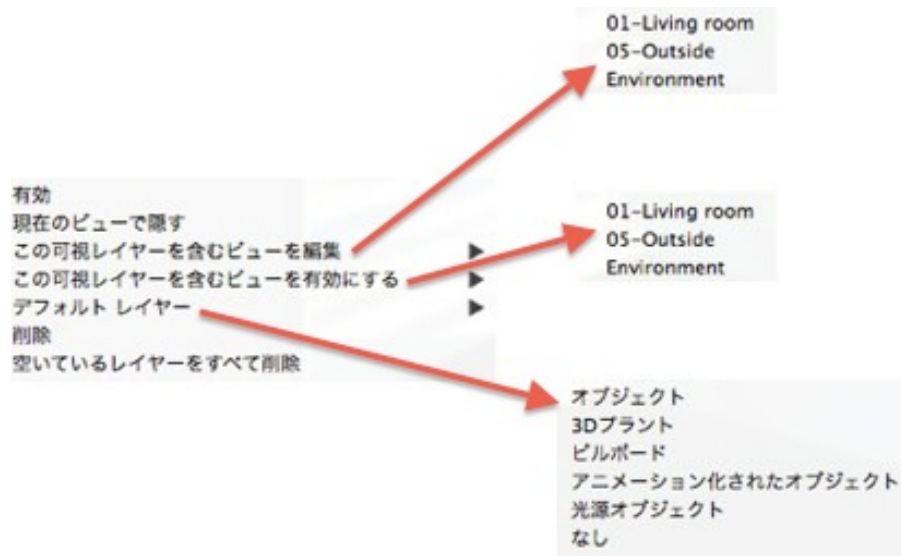 01-Living room
05-Outside
Environment
有効
現在のビューで隠す
この可視レイヤーを含むビューを編集
この可視レイヤーを含むビューを有効にする
デフォルト レイヤー
削除
空いているレイヤーをすべて削除
01-Living room
05-Outside
Environment
オブジェクト
3Dプラント
ビルボード
アニメーション化されたオブジェクト
光源オブジェクト
なし